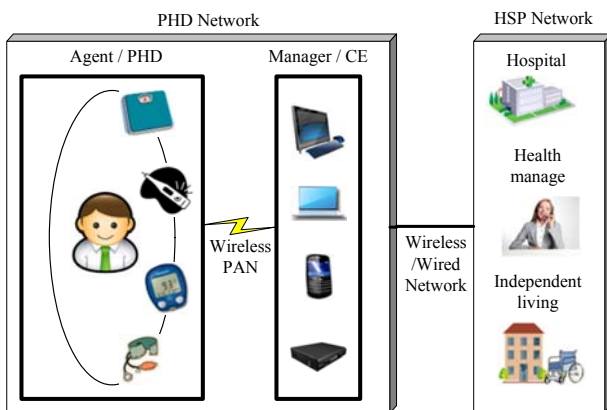 PHD Network
HSP Network
Agent / PHD
Manager / CE
Wireless
PAN
Wireless
/Wired
Network
Hospital
Health
manage
Independent
living